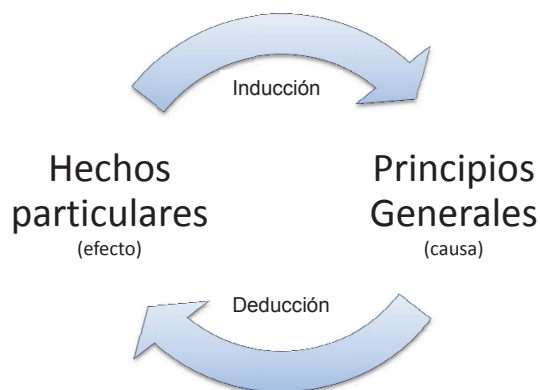 Inducción
Hechos
particulares
(efecto)
Principios
Generales
(causa)
Deducción